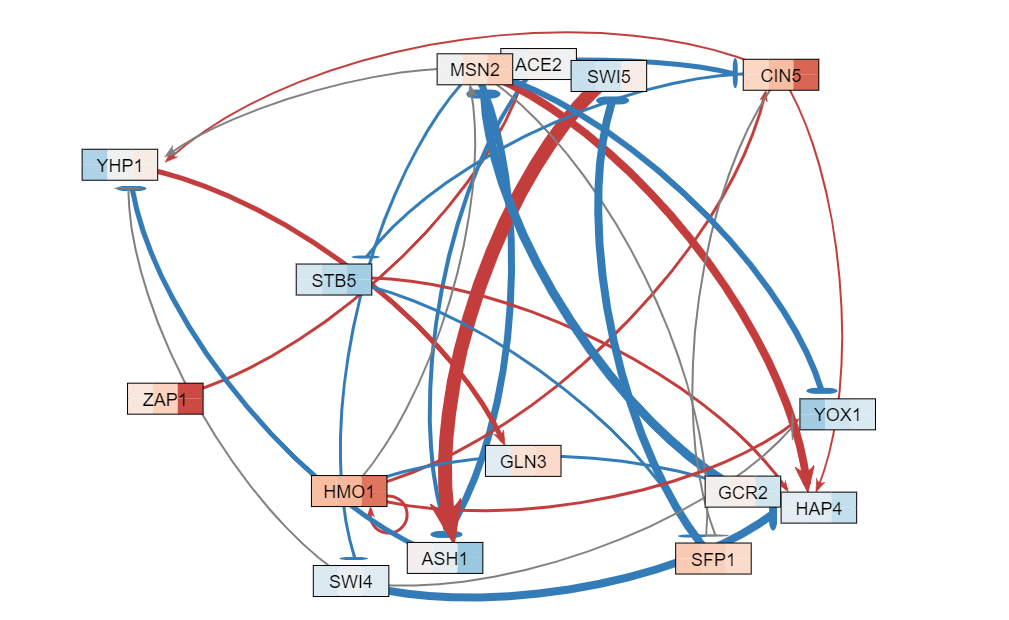 MSN2
ACE2
SWI5
CIN5
YHP1
STB5
ZAP1
YOX1
GLN3
HMO1
GCR2
HAP4
ASH1
SFP1
SWI4